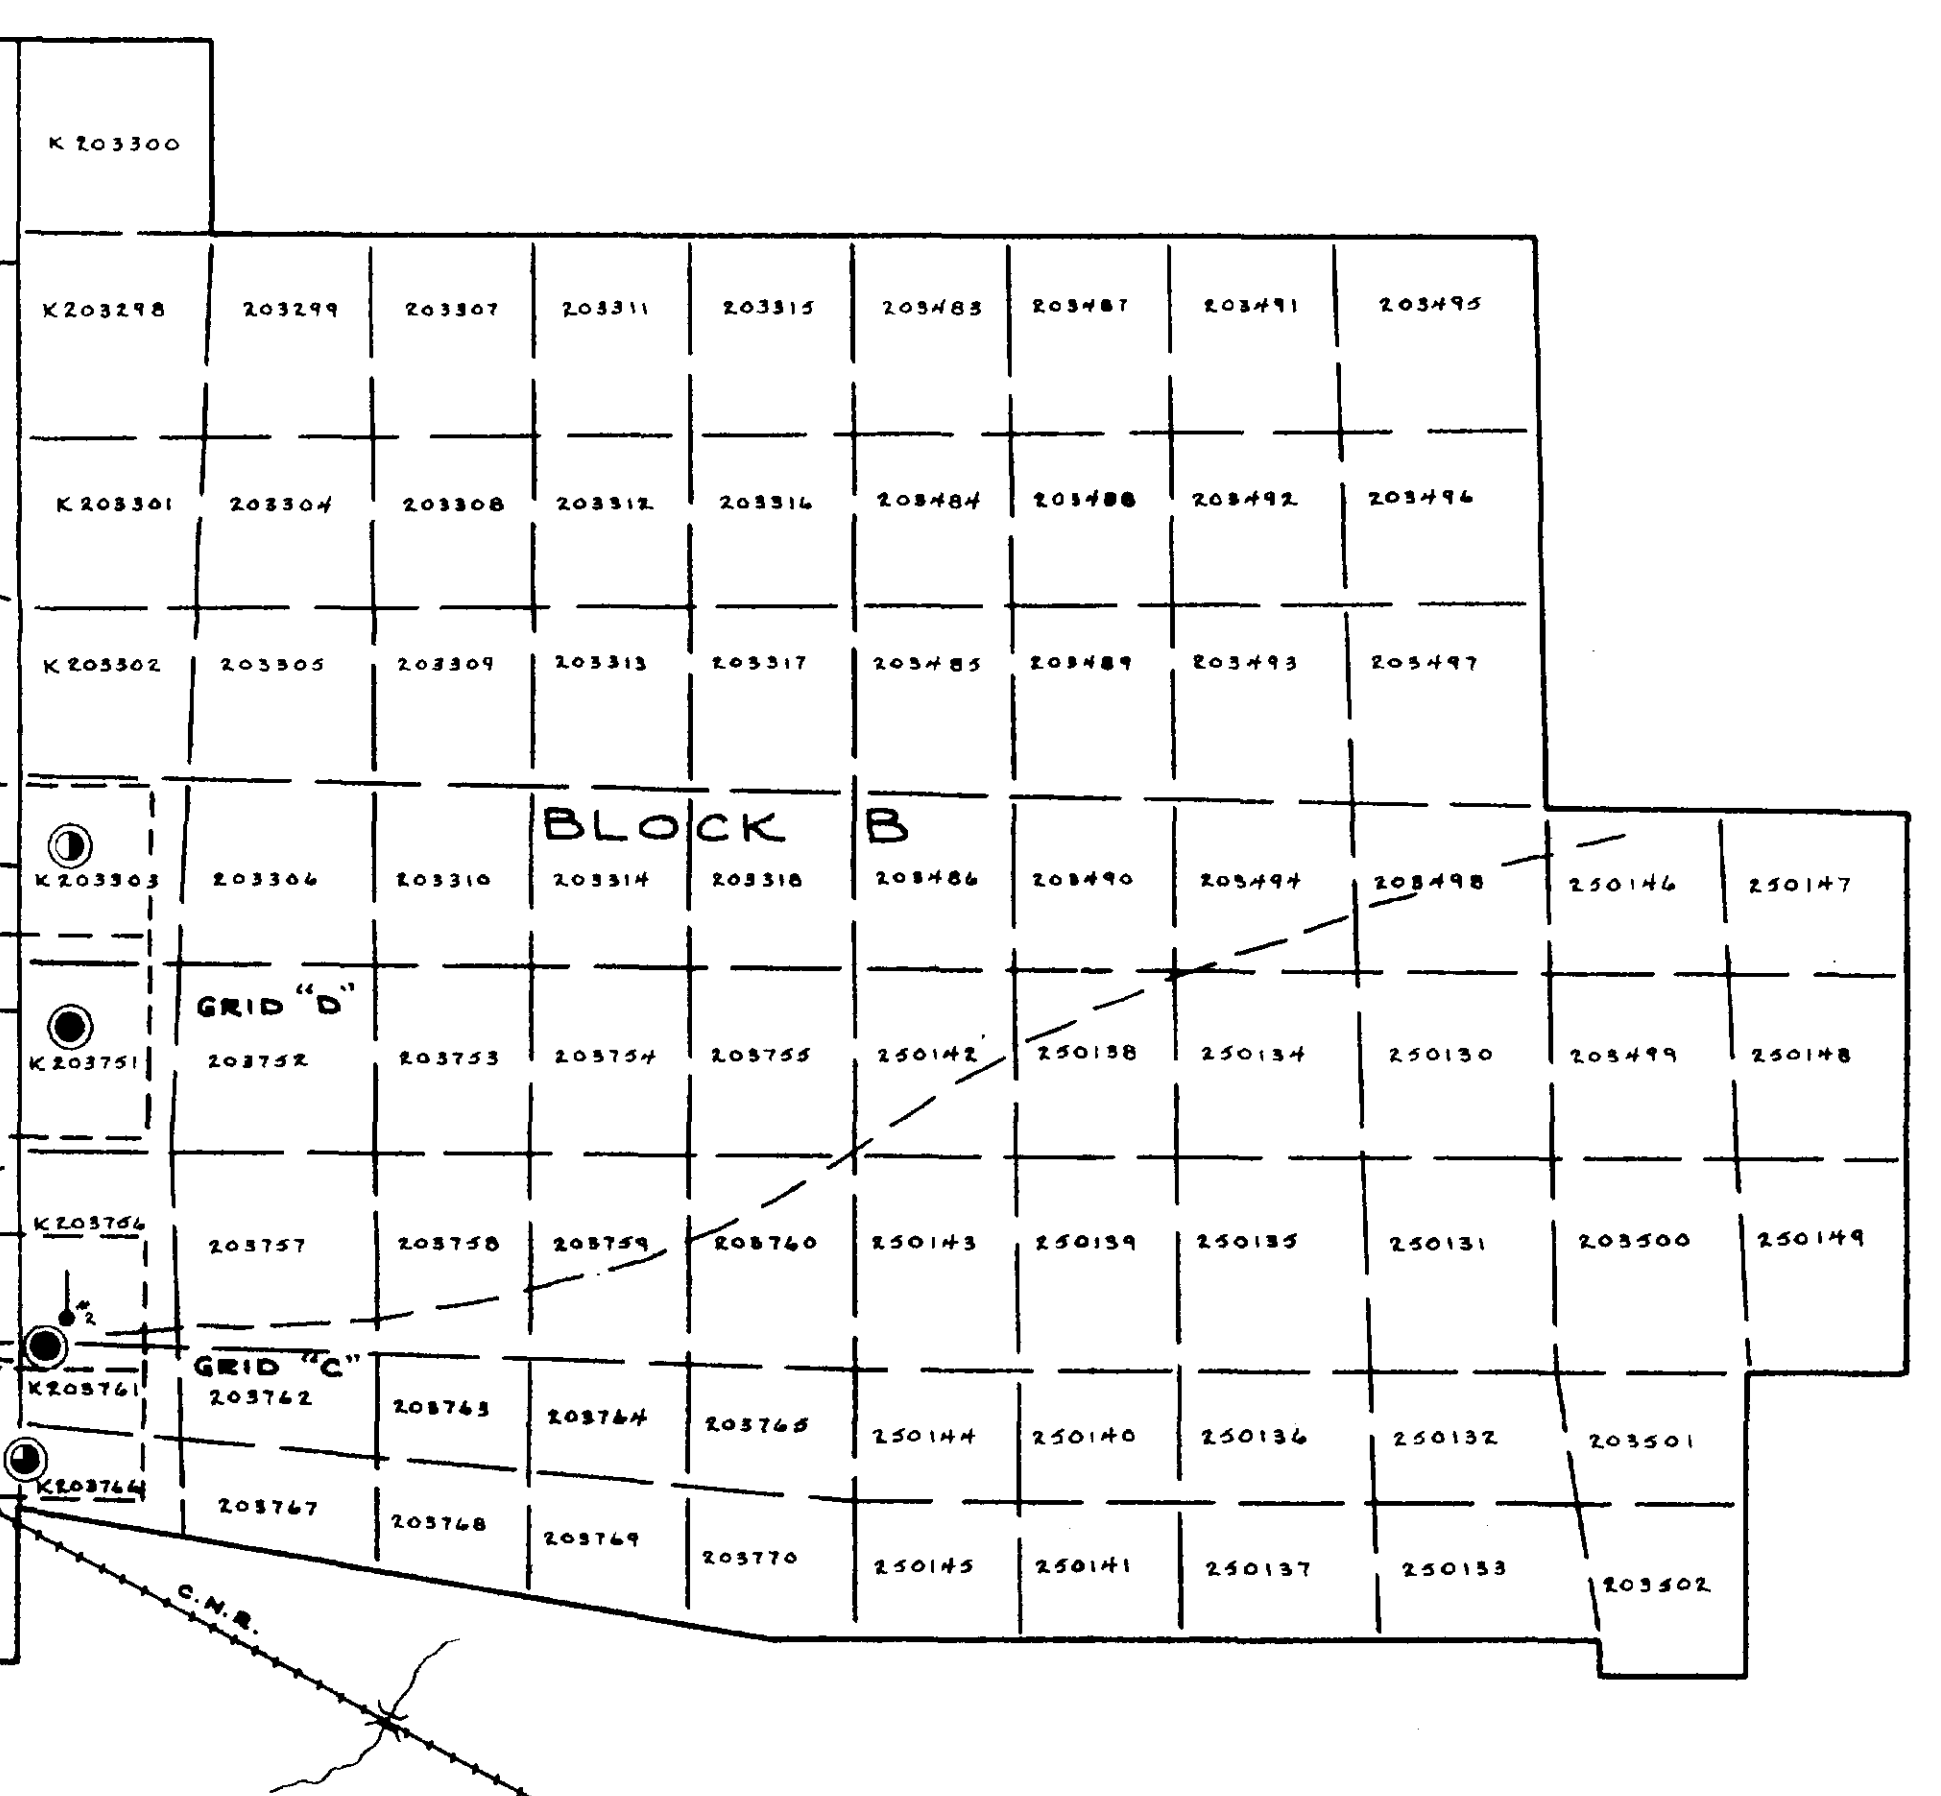 K 203300
K203298 203299 203307 203311 203315 203483 203487 203491 203495
K203301 203304 203308 203312 203316 203484 203488 203492 203496
K203302 203305 203309 203313 203317 203485 203489 203493 203497
BLOCK B
K203303 203306 203310 203314 203318 203486 203490 203494 203498 250146 250147
GRID "D"
K203751 203752 203753 203754 203755 250142 250138 250134 250130 203499 250148
K203756 203757 203758 203759 203760 250143 250139 250135 250131 203500 250149
#2
GRID "C"
K203761 203762 203763 203764 203765 250144 250140 250136 250132 203501
K203766 203767 203768 203769 203770 250145 250141 250137 250133 203502
C.N.R.